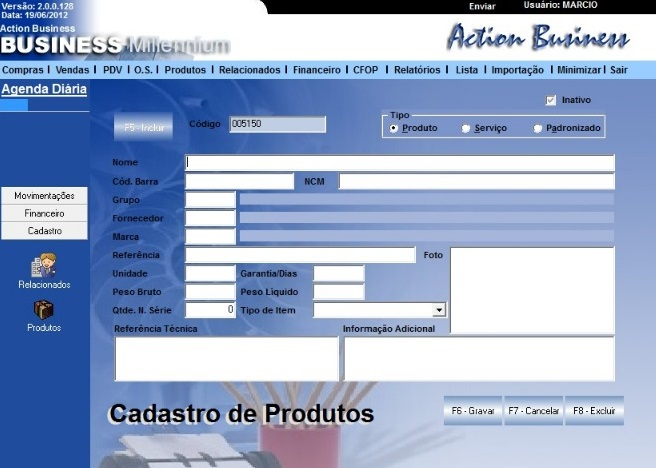 Versão: 2.0.0.128
Data: 19/06/2012
Enviar Usuário: MARCIO
Action Business
BUSINESS Millennium
Action Business
Compras | Vendas | PDV | O.S. | Produtos | Relacionados | Financeiro | CFOP | Relatórios | Lista | Importação | Minimizar | Sair
Agenda Diária
Inativo
F5 - Incluir Código 005150
Tipo
Produto Serviço Padronizado
Nome
Cód. Barra NCM
Grupo
Fornecedor
Marca
Referência Foto
Unidade Garantia/Dias
Peso Bruto Peso Líquido
Qtde. N. Série 0 Tipo de Item
Referência Técnica Informação Adicional
Movimentações
Financeiro
Cadastro
Relacionados
Produtos
Cadastro de Produtos
F6 - Gravar F7 - Cancelar F8 - Excluir